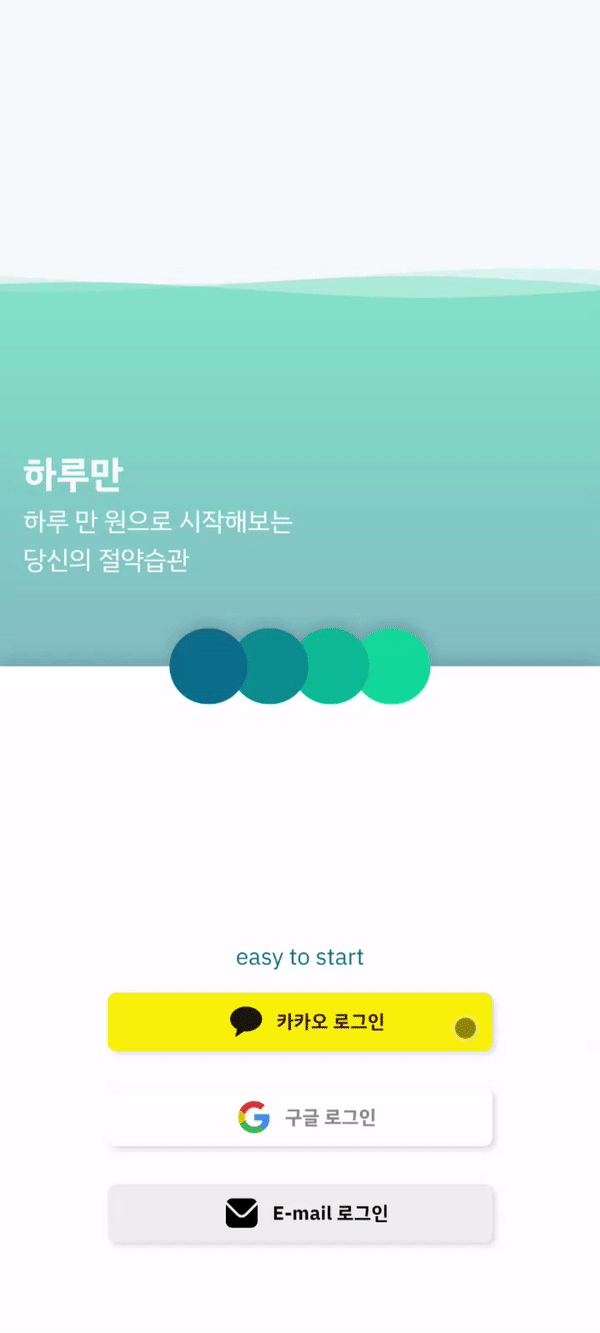 하루만
하루 만 원으로 시작해보는
당신의 절약습관
easy to start
카카오 로그인
구글 로그인
E-mail 로그인